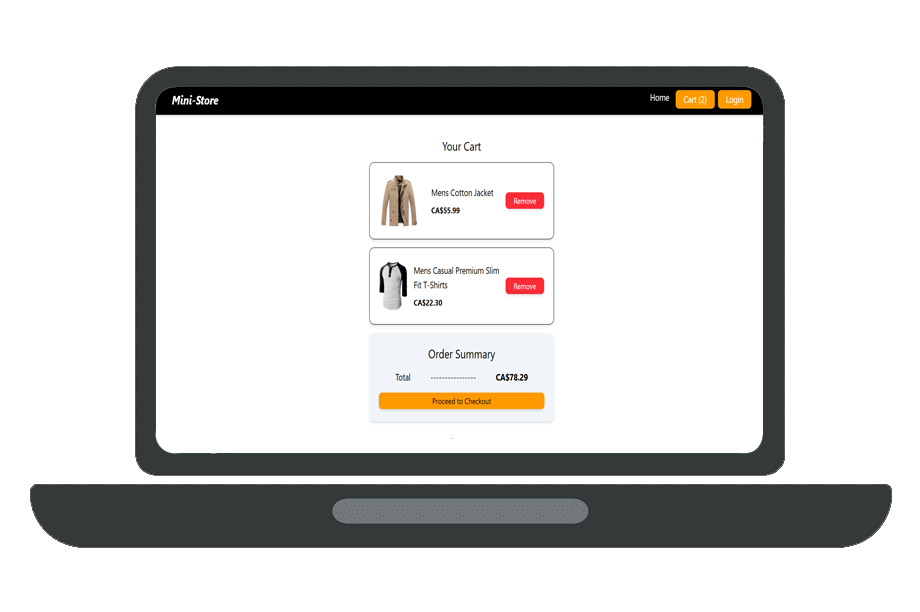 Mini-Store
Home
Cart (2)
Login
Your Cart
Mens Cotton Jacket
CA$55.99
Remove
Mens Casual Premium Slim
Fit T-Shirts
CA$22.30
Remove
Order Summary
Total ---------------- CA$78.29
Proceed to Checkout